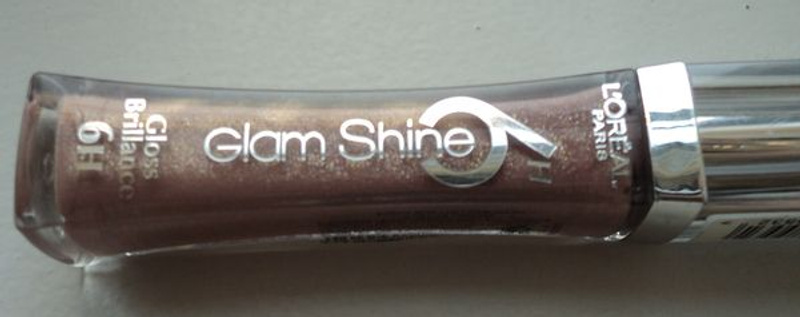 L'ORÉAL
PARIS
Glam Shine 6H
Gloss
Brillance
6H